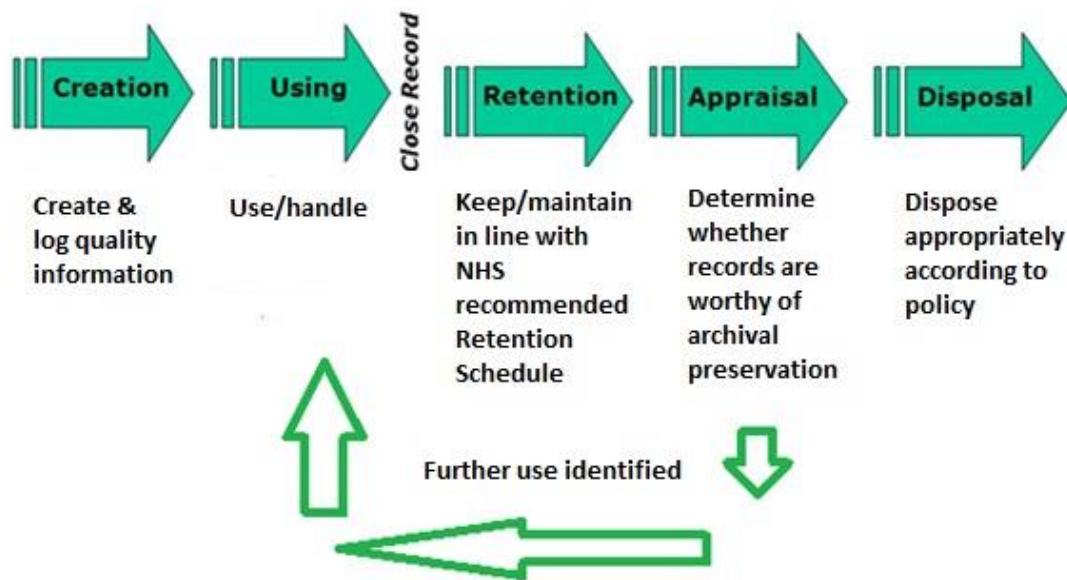 Creation
Using
Close Record
Retention
Appraisal
Disposal
Create &
log quality
information
Use/handle
Keep/maintain
in line with
NHS
recommended
Retention
Schedule
Determine
whether
records are
worthy of
archival
preservation
Dispose
appropriately
according to
policy
Further use identified